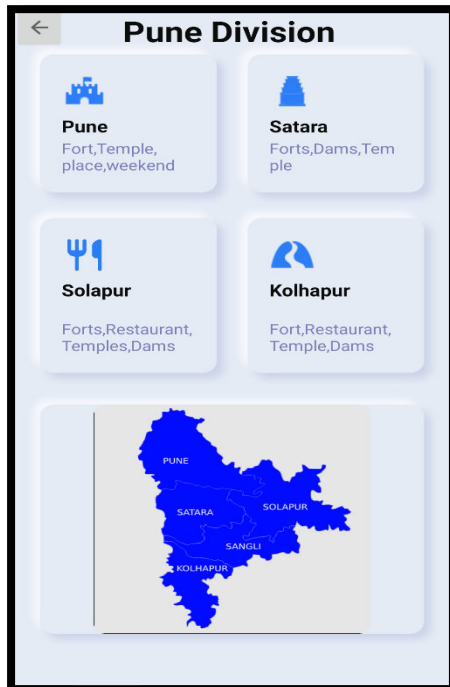 Pune Division
Pune
Fort,Temple,
place,weekend
Satara
Forts,Dams,Tem
ple
Solapur
Forts,Restaurant,
Temples,Dams
Kolhapur
Fort,Restaurant,
Temple,Dams
PUNE
SATARA
SOLAPUR
SANGLI
KOLHAPUR